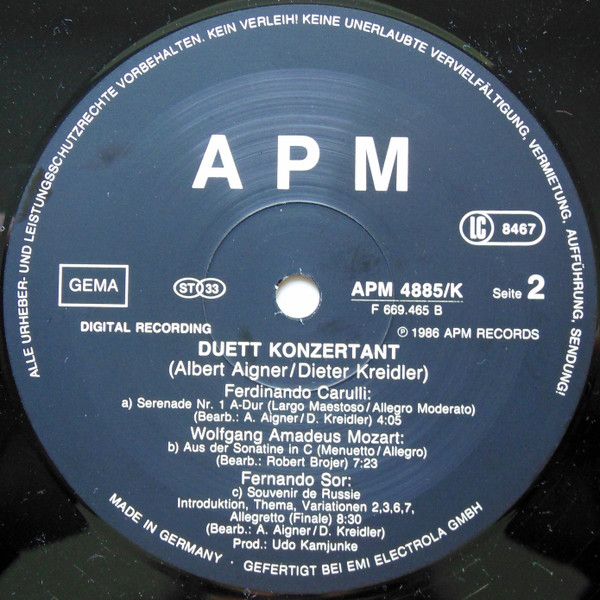 ALLE URHEBER- UND LEISTUNGSSCHUTZRECHTE VORBEHALTEN. KEIN VERLEIH! KEINE UNERLAUBTE VERVIELFÄLTIGUNG, VERMIETUNG, AUFFÜHRUNG, SENDUNG!
APM
LC 8467
GEMA
ST 33
APM 4885/K
F 669.465 B
Seite 2
DIGITAL RECORDING
℗ 1986 APM RECORDS
DUETT KONZERTANT
(Albert Aigner/Dieter Kreidler)
Ferdinando Carulli:
a) Serenade Nr. 1 A-Dur (Largo Maestoso/Allegro Moderato)
(Bearb.: A. Aigner/D. Kreidler) 4:05
Wolfgang Amadeus Mozart:
b) Aus der Sonatine in C (Menuetto/Allegro)
(Bearb.: Robert Brojer) 7:23
Fernando Sor:
c) Souvenir de Russie
Introduktion, Thema, Variationen 2,3,6,7,
Allegretto (Finale) 8:30
(Bearb.: A. Aigner/D. Kreidler)
Prod.: Udo Kamjunke
MADE IN GERMANY · GEFERTIGT BEI EMI ELECTROLA GMBH